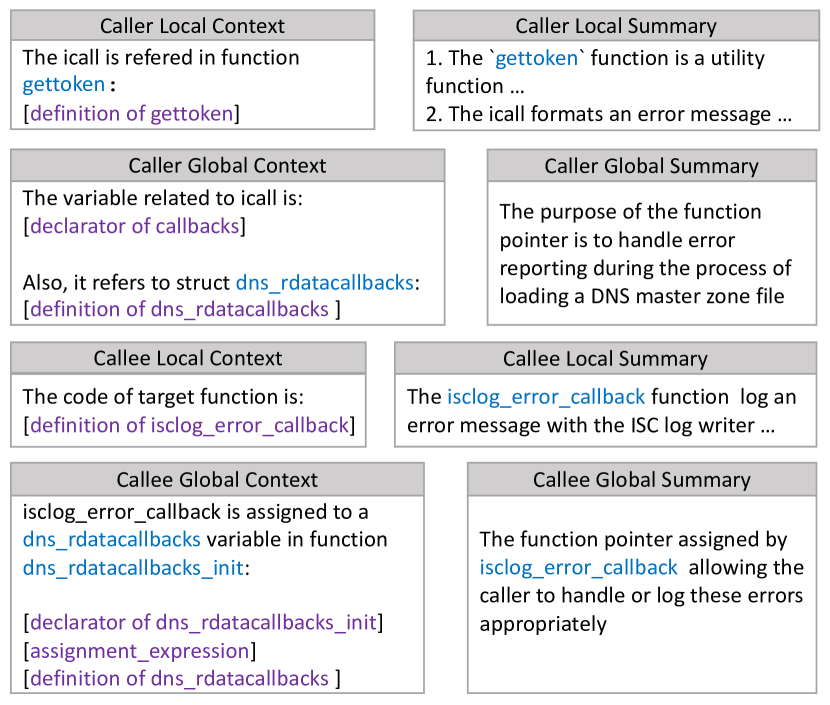 Caller Local Context
The icall is refered in function
gettoken :
[definition of gettoken]
Caller Local Summary
1. The `gettoken` function is a utility
function ...
2. The icall formats an error message ...
Caller Global Context
The variable related to icall is:
[declarator of callbacks]
Also, it refers to struct dns_rdatacallbacks:
[definition of dns_rdatacallbacks ]
Caller Global Summary
The purpose of the function
pointer is to handle error
reporting during the process of
loading a DNS master zone file
Callee Local Context
The code of target function is:
[definition of isclog_error_callback]
Callee Local Summary
The isclog_error_callback function log an
error message with the ISC log writer ...
Callee Global Context
isclog_error_callback is assigned to a
dns_rdatacallbacks variable in function
dns_rdatacallbacks_init:
[declarator of dns_rdatacallbacks_init]
[assignment_expression]
[definition of dns_rdatacallbacks ]
Callee Global Summary
The function pointer assigned by
isclog_error_callback allowing the
caller to handle or log these errors
appropriately